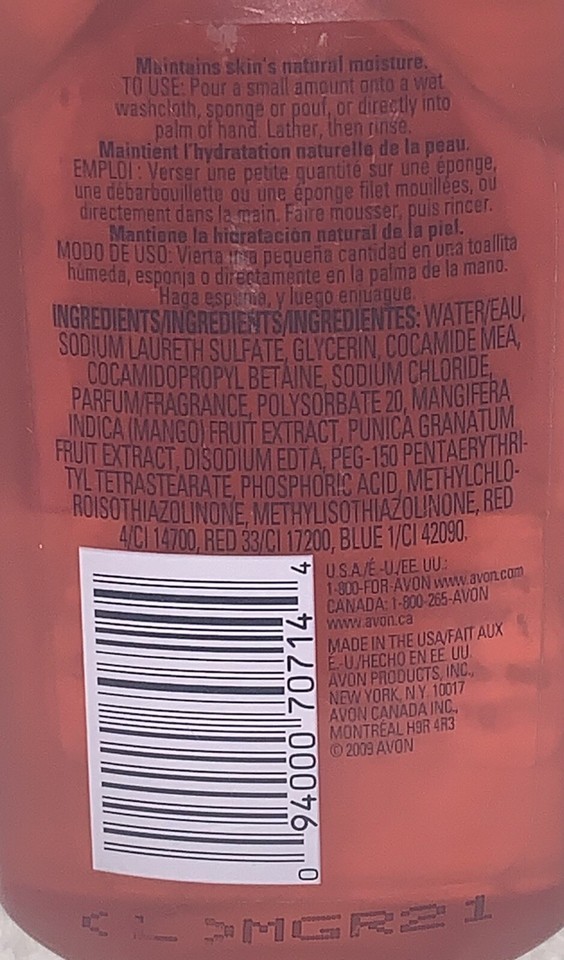 Maintains skin's natural moisture.
TO USE: Pour a small amount onto a wet
washcloth, sponge or pouf, or directly into
palm of hand. Lather, then rinse.
Maintient l'hydratation naturelle de la peau.
EMPLOI : Verser une petite quantité sur une éponge,
une débarbouillette ou une éponge filet mouillées, ou
directement dans la main. Faire mousser, puis rincer.
Mantiene la hidratación natural de la piel.
MODO DE USO: Vierta una pequeña cantidad en una toallita
húmeda, esponja o directamente en la palma de la mano.
Haga espuma, y luego enjuague.
INGREDIENTS/INGRÉDIENTS/INGREDIENTES: WATER/EAU,
SODIUM LAURETH SULFATE, GLYCERIN, COCAMIDE MEA,
COCAMIDOPROPYL BETAINE, SODIUM CHLORIDE,
PARFUM/FRAGRANCE, POLYSORBATE 20, MANGIFERA
INDICA (MANGO) FRUIT EXTRACT, PUNICA GRANATUM
FRUIT EXTRACT, DISODIUM EDTA, PEG-150 PENTAERYTHRI-
TYL TETRASTEARATE, PHOSPHORIC ACID, METHYLCHLO-
ROISOTHIAZOLINONE, METHYLISOTHIAZOLINONE, RED
4/CI 14700, RED 33/CI 17200, BLUE 1/CI 42090.
U.S.A./É.-U./EE. UU.:
1-800-FOR-AVON www.avon.com
CANADA: 1-800-265-AVON
www.avon.ca
MADE IN THE USA/FAIT AUX
É.-U./HECHO EN EE. UU.
AVON PRODUCTS, INC.,
NEW YORK, N.Y. 10017
AVON CANADA INC.,
MONTRÉAL H9R 4R3
© 2009 AVON
0 94000 70714 4
MGR21